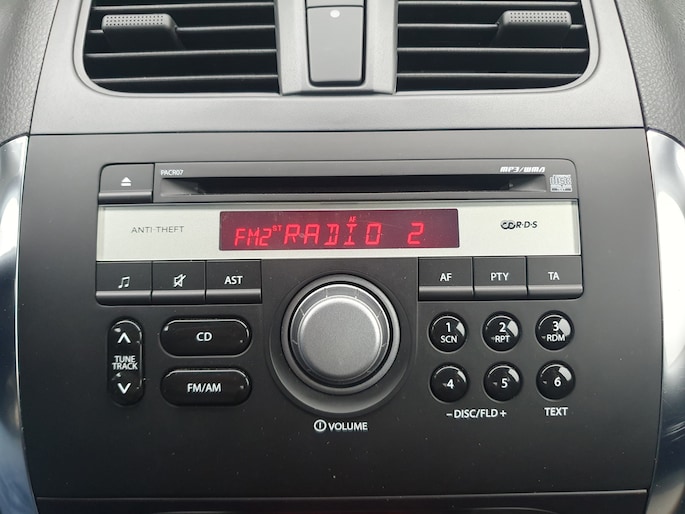 PACR07
MP3/WMA
ANTI-THEFT
AF
FM2 ST RADIO 2
R·D·S
AST
AF
PTY
TA
TUNE
TRACK
CD
FM/AM
VOLUME
1
SCN
2
RPT
3
RDM
4
5
6
– DISC/FLD +
TEXT